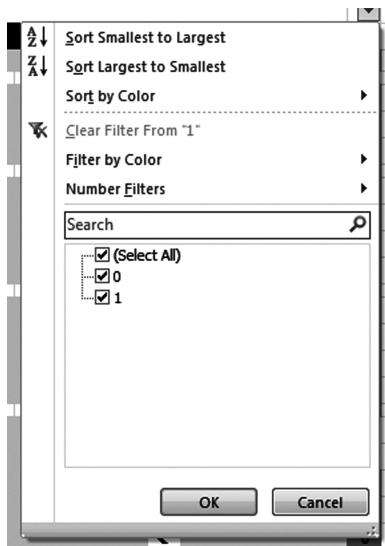 Sort Smallest to Largest
Sort Largest to Smallest
Sort by Color
Clear Filter From "1"
Filter by Color
Number Filters
Search
(Select All)
0
1
OK
Cancel